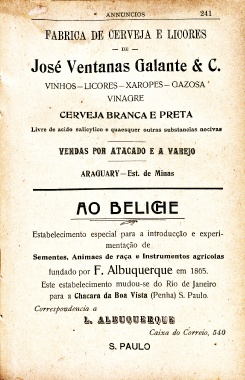 ANNUNCIOS 241
FABRICA DE CERVEJA E LICORES
— DE —
José Ventanas Galante & C.
VINHOS—LICORES—XAROPES—GAZOSA
VINAGRE
CERVEJA BRANCA E PRETA
Livre de acido salicylico e quaesquer outras substancias nocivas
VENDAS POR ATACADO E A VAREJO
ARAGUARY—Est. de Minas
AO BELICHE
Estabelecimento especial para a introducção e experi-
mentação de
Sementes, Animaes de raça e Instrumentos agricolas
fundado por F. Albuquerque em 1865.
Este estabelecimento mudou-se do Rio de Janeiro
para a Chacara da Boa Vista (Penha) S. Paulo.
Correspondencia a
L. ALBUQUERQUE
Caixa do Correio, 540
S. PAULO